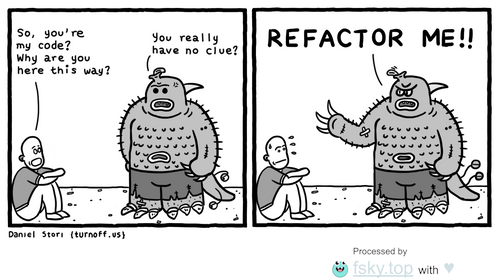 So, you're
my code?
Why are you
here this way?
You really
have no clue?
REFACTOR ME!!
Daniel Stori {turnoff.us}
Processed by
fsky.top with